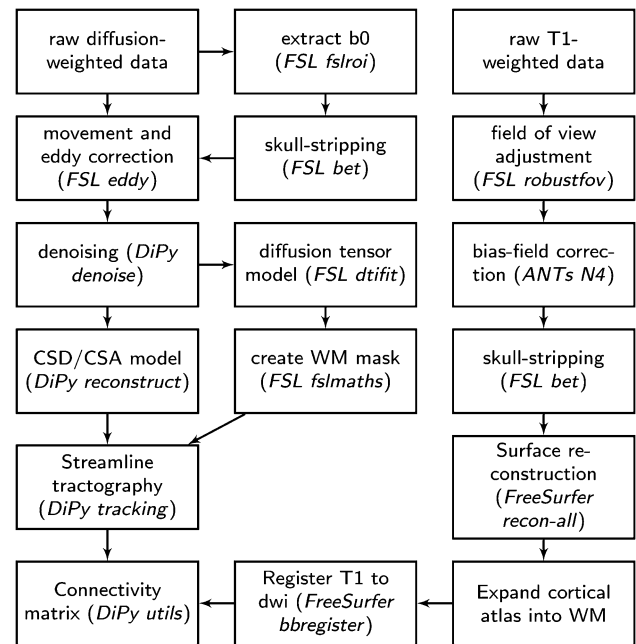 raw diffusion-
weighted data
extract b0
(FSL fslroi)
raw T1-
weighted data
movement and
eddy correction
(FSL eddy)
skull-stripping
(FSL bet)
field of view
adjustment
(FSL robustfov)
denoising (DiPy
denoise)
diffusion tensor
model (FSL dtifit)
bias-field correc-
tion (ANTs N4)
CSD/CSA model
(DiPy reconstruct)
create WM mask
(FSL fslmaths)
skull-stripping
(FSL bet)
Streamline
tractography
(DiPy tracking)
Surface re-
construction
(FreeSurfer
recon-all)
Connectivity
matrix (DiPy utils)
Register T1 to
dwi (FreeSurfer
bbregister)
Expand cortical
atlas into WM